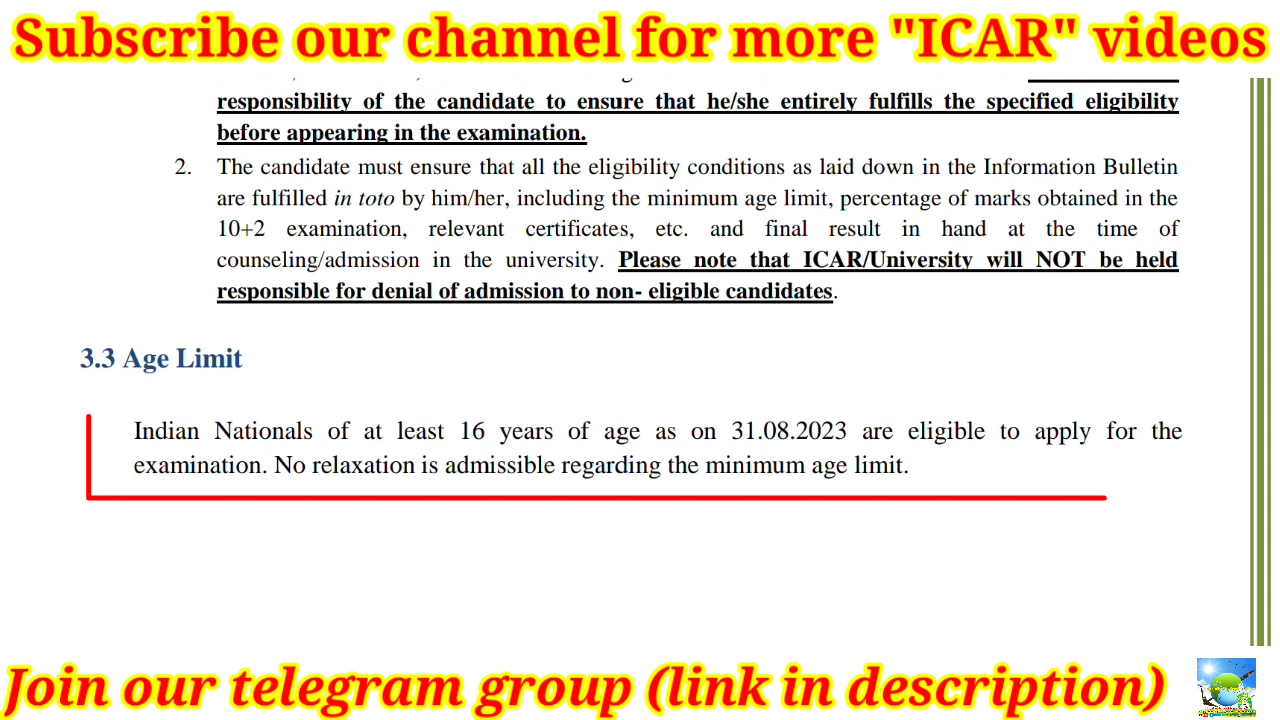 Subscribe our channel for more "ICAR" videos
responsibility of the candidate to ensure that he/she entirely fulfills the specified eligibility
before appearing in the examination.
2. The candidate must ensure that all the eligibility conditions as laid down in the Information Bulletin
are fulfilled in toto by him/her, including the minimum age limit, percentage of marks obtained in the
10+2 examination, relevant certificates, etc. and final result in hand at the time of
counseling/admission in the university. Please note that ICAR/University will NOT be held
responsible for denial of admission to non- eligible candidates.
3.3 Age Limit
Indian Nationals of at least 16 years of age as on 31.08.2023 are eligible to apply for the
examination. No relaxation is admissible regarding the minimum age limit.
Join our telegram group (link in description)